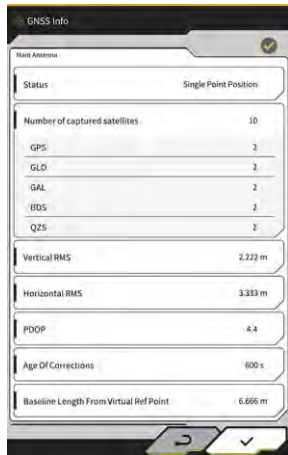 GNSS Info
Main Antenna
Status Single Point Position
Number of captured satellites 10
GPS 2
GLO 2
GAL 2
BDS 2
QZS 2
Vertical RMS 2.222 m
Horizontal RMS 3.333 m
PDOP 4.4
Age Of Corrections 600 s
Baseline Length From Virtual Ref Point 6.666 m